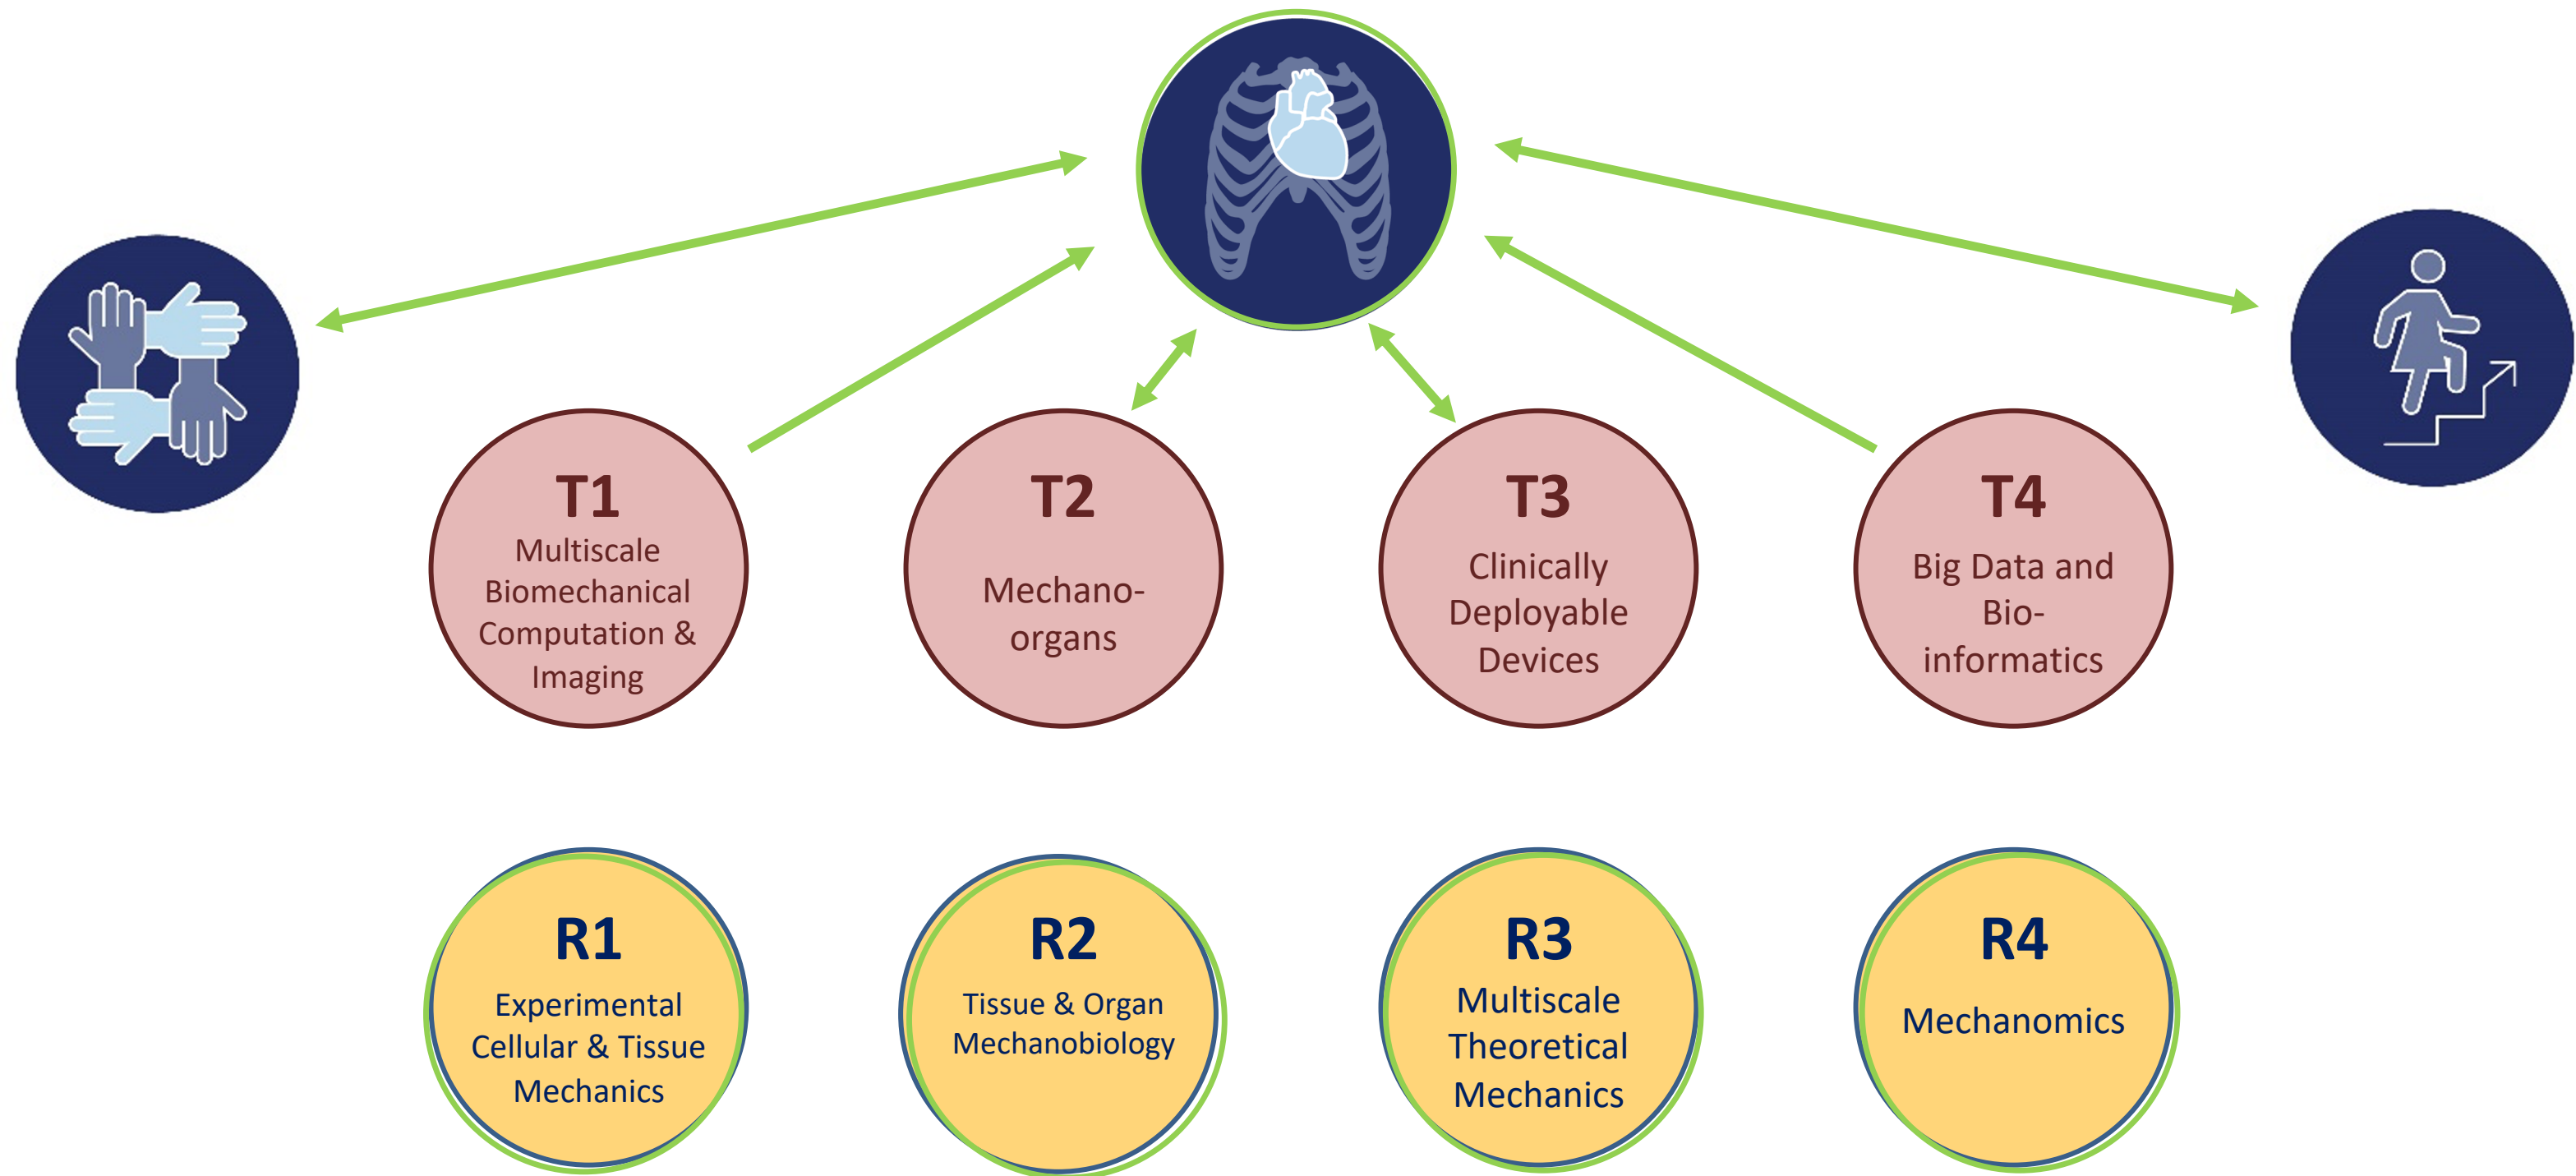 T1
Multiscale
Biomechanical
Computation &
Imaging
T2
Mechano-
organs
T3
Clinically
Deployable
Devices
T4
Big Data and
Bio-
informatics
R1
Experimental
Cellular & Tissue
Mechanics
R2
Tissue & Organ
Mechanobiology
R3
Multiscale
Theoretical
Mechanics
R4
Mechanomics